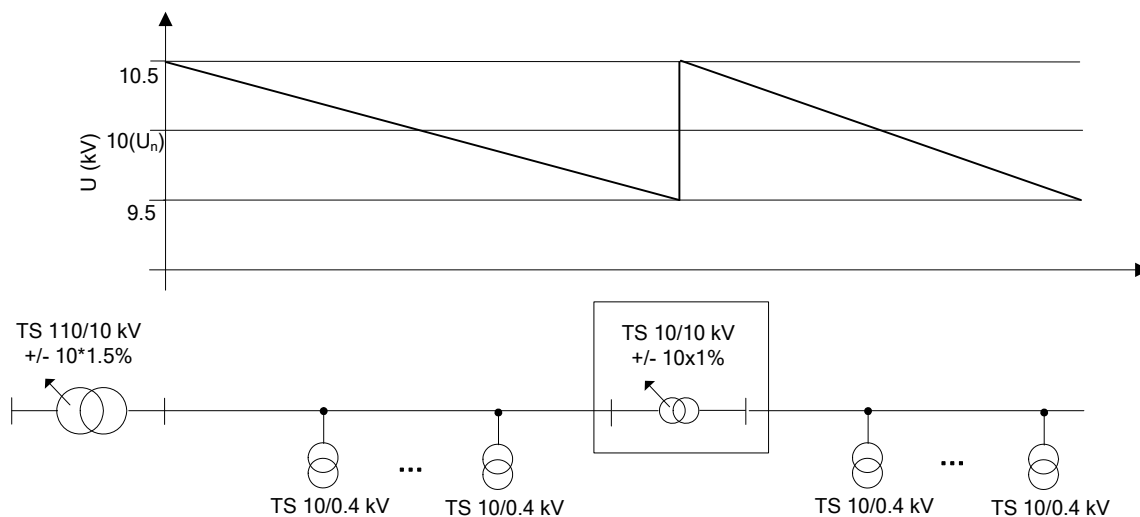 10.5
10(Un)
9.5
U (kV)
TS 110/10 kV
+/- 10*1.5%
TS 10/10 kV
+/- 10x1%
...
...
TS 10/0.4 kV
TS 10/0.4 kV
TS 10/0.4 kV
TS 10/0.4 kV